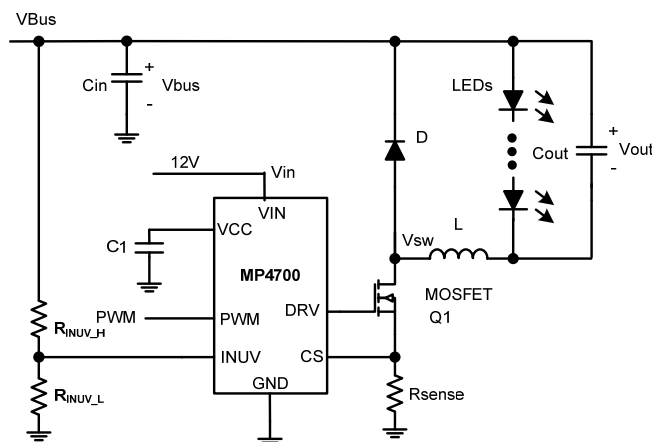 VBus
Cin
+
Vbus
-
LEDs
D
Cout
+
Vout
-
12V
Vin
VIN
VCC
C1
MP4700
Vsw
L
DRV
MOSFET
Q1
PWM
PWM
RINUV_H
INUV
CS
RINUV_L
GND
Rsense